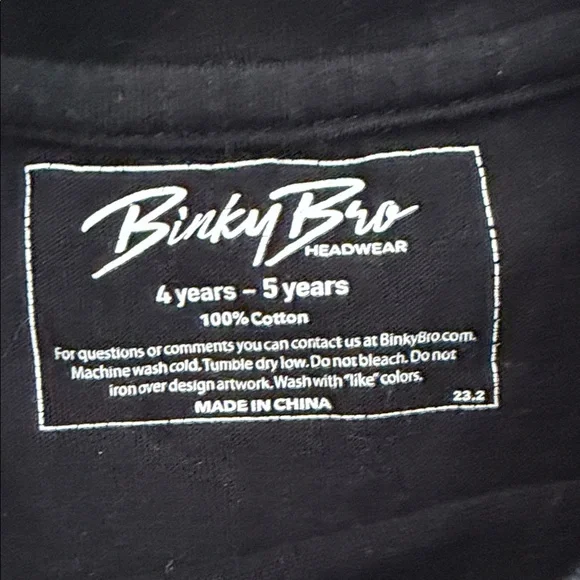 Binky Bro
HEADWEAR
4 years – 5 years
100% Cotton
For questions or comments you can contact us at BinkyBro.com.
Machine wash cold. Tumble dry low. Do not bleach. Do not
iron over design artwork. Wash with "like" colors.
MADE IN CHINA
23.2